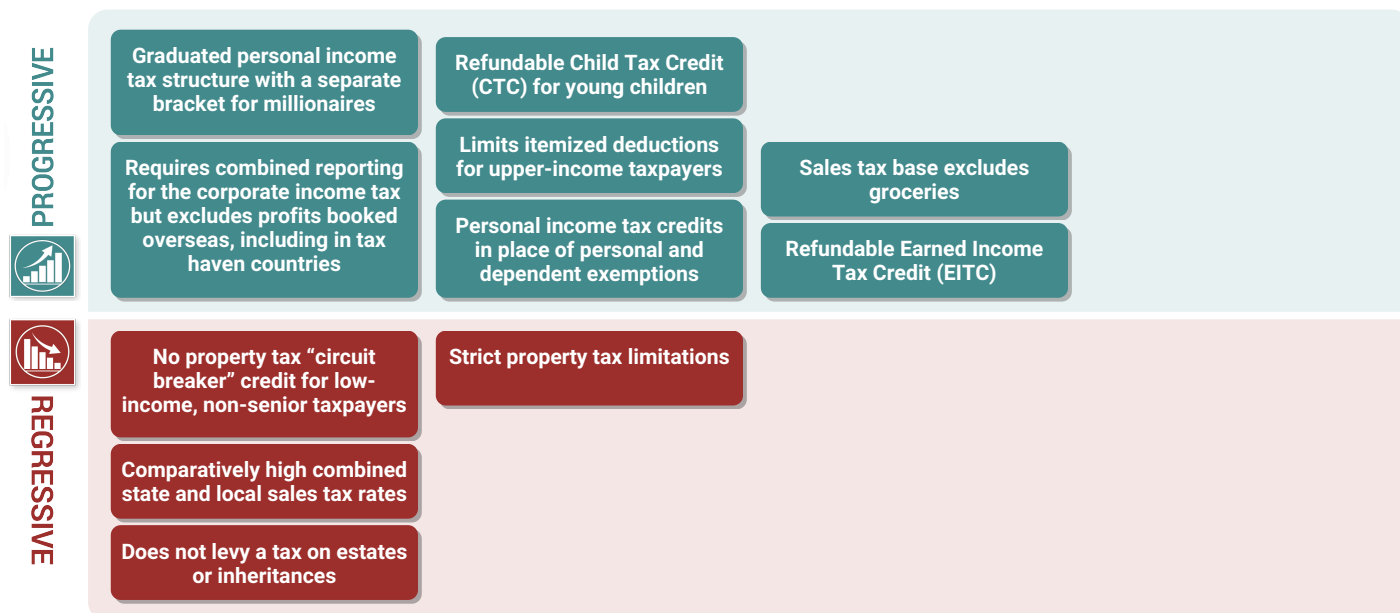 PROGRESSIVE
Graduated personal income
tax structure with a separate
bracket for millionaires
Requires combined reporting
for the corporate income tax
but excludes profits booked
overseas, including in tax
haven countries
Refundable Child Tax Credit
(CTC) for young children
Limits itemized deductions
for upper-income taxpayers
Personal income tax credits
in place of personal and
dependent exemptions
Sales tax base excludes
groceries
Refundable Earned Income
Tax Credit (EITC)
REGRESSIVE
No property tax “circuit
breaker” credit for low-
income, non-senior taxpayers
Comparatively high combined
state and local sales tax rates
Does not levy a tax on estates
or inheritances
Strict property tax limitations